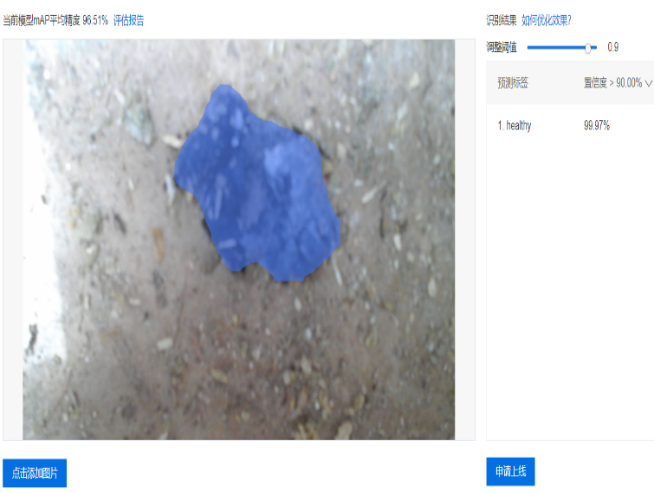 当前模型mAP平均精度 96.51% 评估报告
识别结果 如何优化效果?
调整阈值 0.9
预测标签 置信度 > 90.00%
1. healthy 99.97%
点击添加图片
申请上线